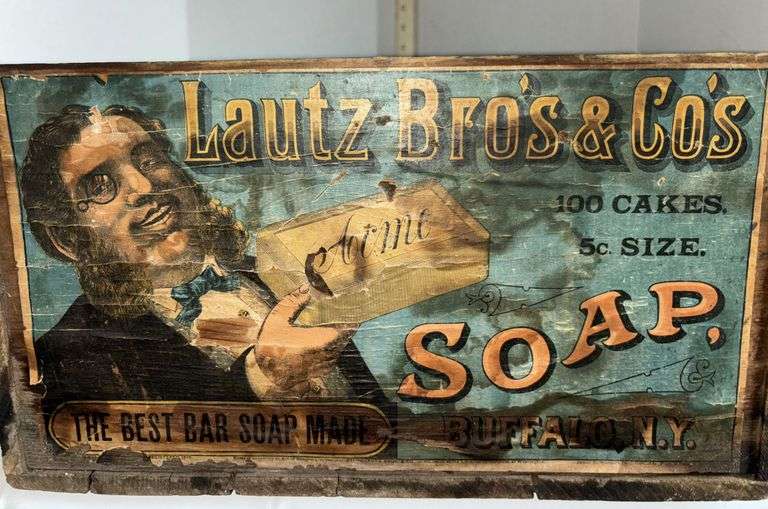 Lautz Bro's & Co's
Acme
100 CAKES.
5c. SIZE.
SOAP,
THE BEST BAR SOAP MADE
BUFFALO, N.Y.